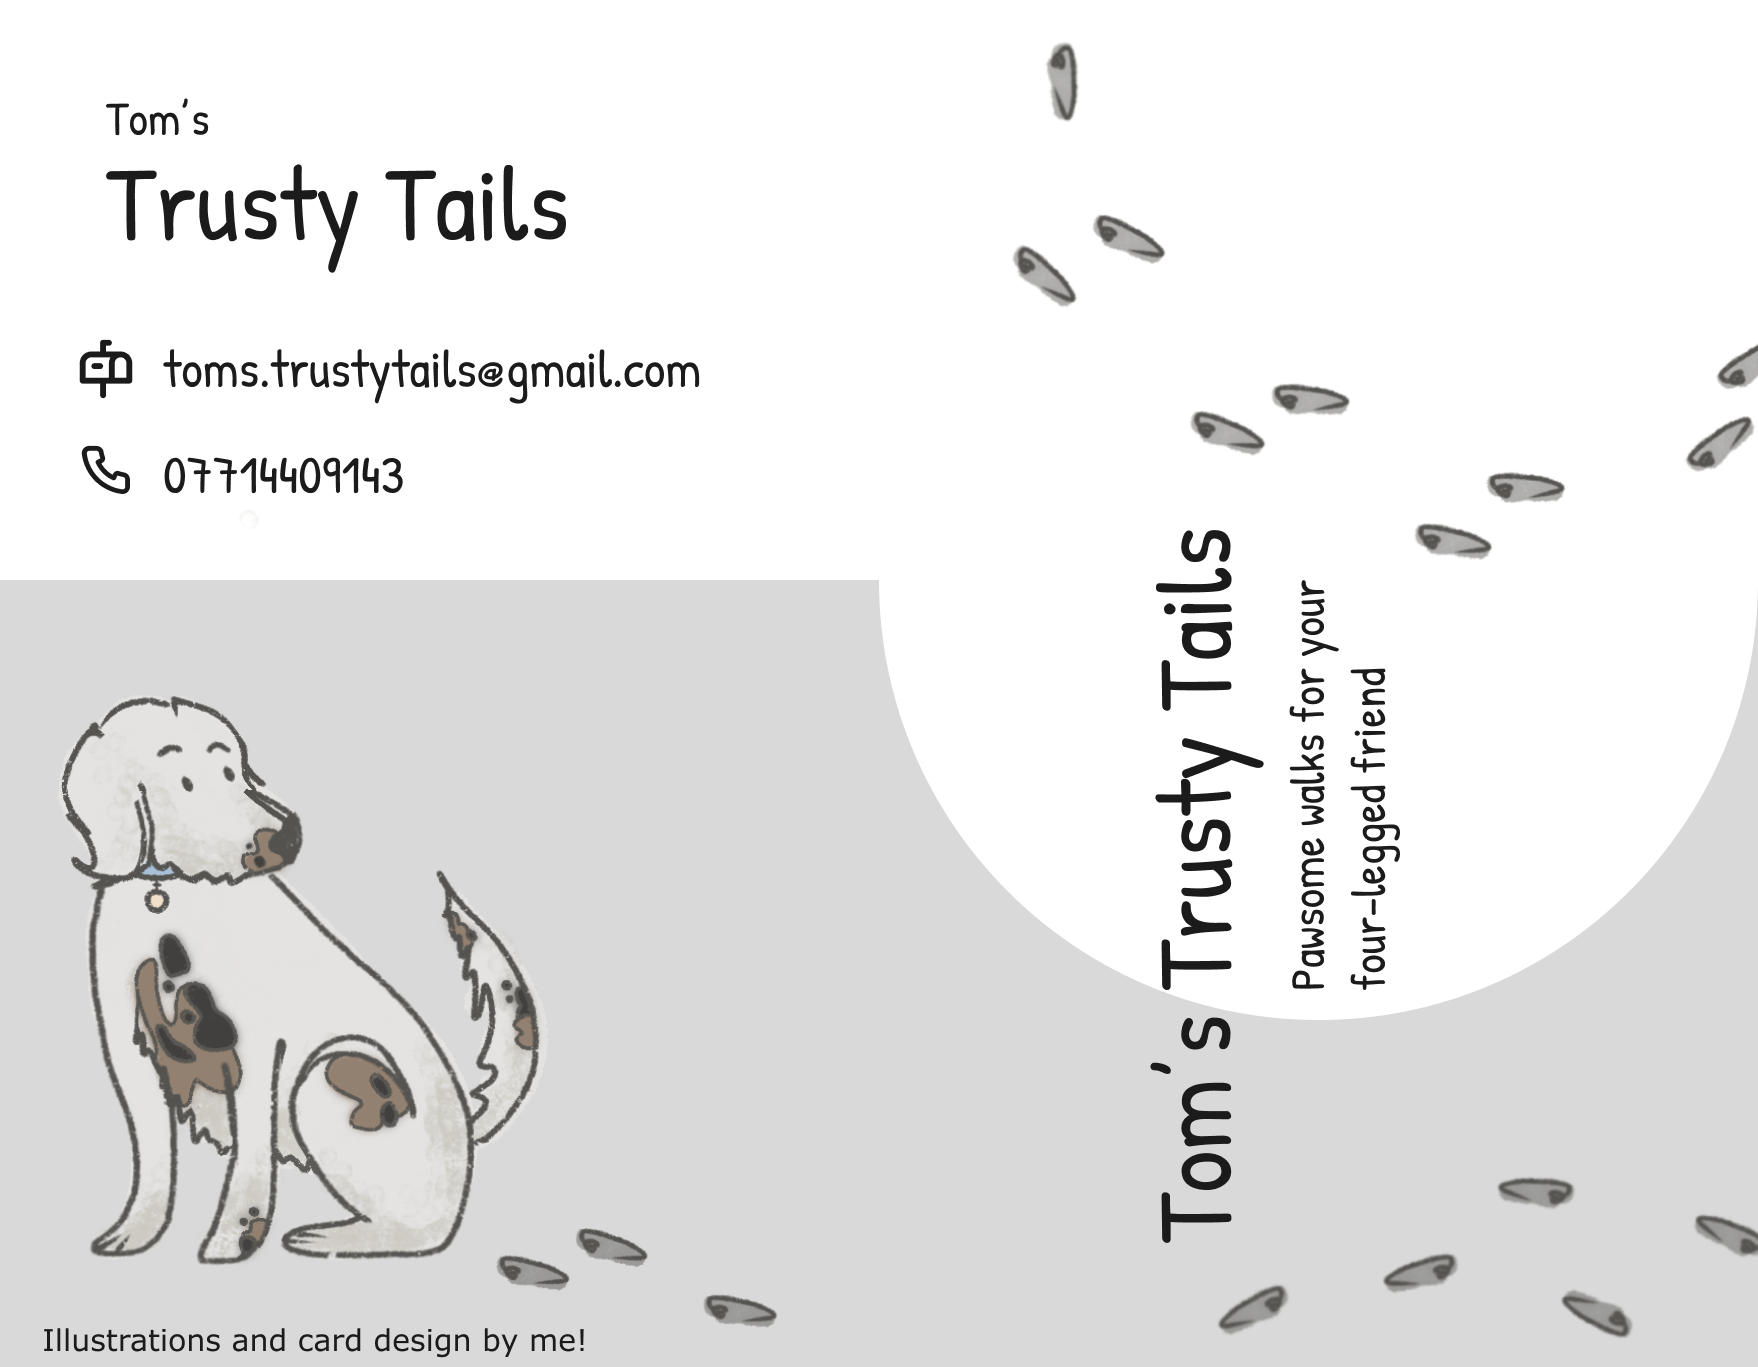 Tom's
Trusty Tails
toms.trustytails@gmail.com
07714409143
Tom's Trusty Tails
Pawsome walks for your
four-legged friend
Illustrations and card design by me!